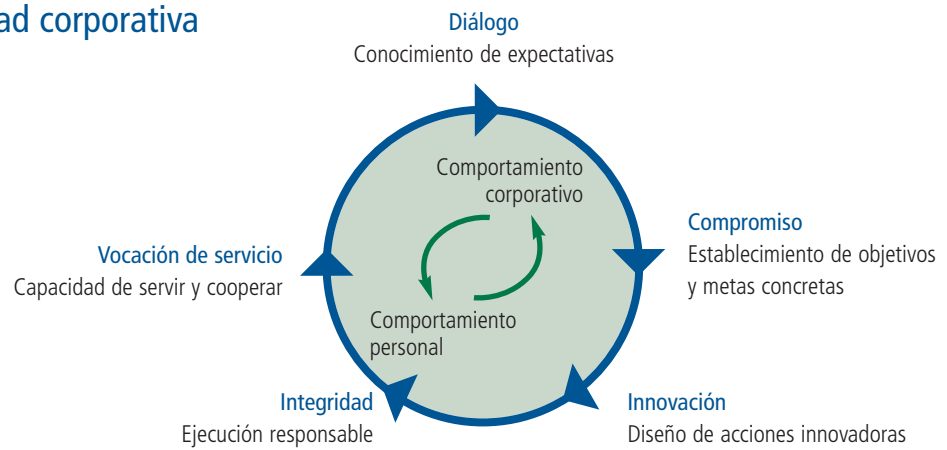 ad corporativa
Diálogo
Conocimiento de expectativas
Comportamiento
corporativo
Compromiso
Establecimiento de objetivos
y metas concretas
Vocación de servicio
Capacidad de servir y cooperar
Comportamiento
personal
Integridad
Ejecución responsable
Innovación
Diseño de acciones innovadoras